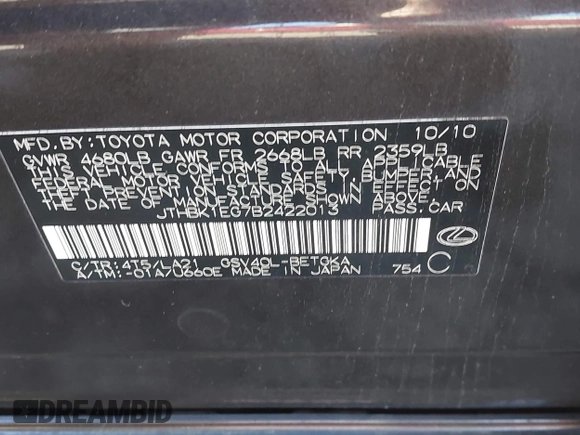 MFD. BY: TOYOTA MOTOR CORPORATION 10/10
GVWR 4680LB GAWR FR 2668LB RR 2359LB
THIS VEHICLE CONFORMS TO ALL APPLICABLE
FEDERAL MOTOR VEHICLE SAFETY, BUMPER, AND
THEFT PREVENTION STANDARDS IN EFFECT ON
THE DATE OF MANUFACTURE SHOWN ABOVE.
JTHBK1EG7B2422013 PASS. CAR
C/TR: 4T5/LA21 GSV40L-BETGKA
A/TM: -01A/U660E MADE IN JAPAN 754 C
DREAMBID